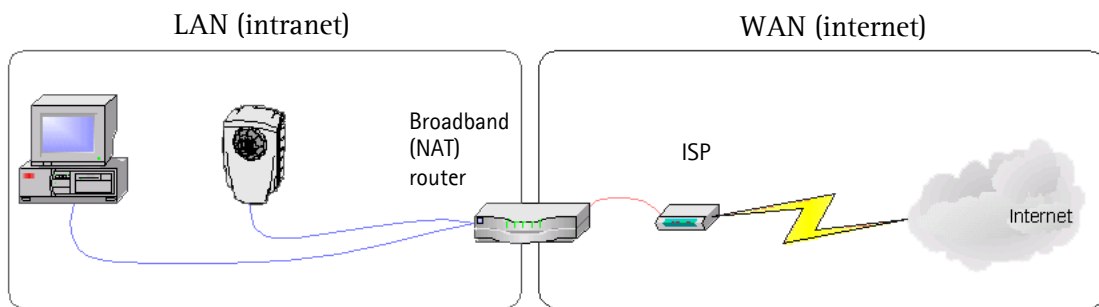 LAN (intranet)
WAN (internet)
Broadband
(NAT)
router
ISP
Internet